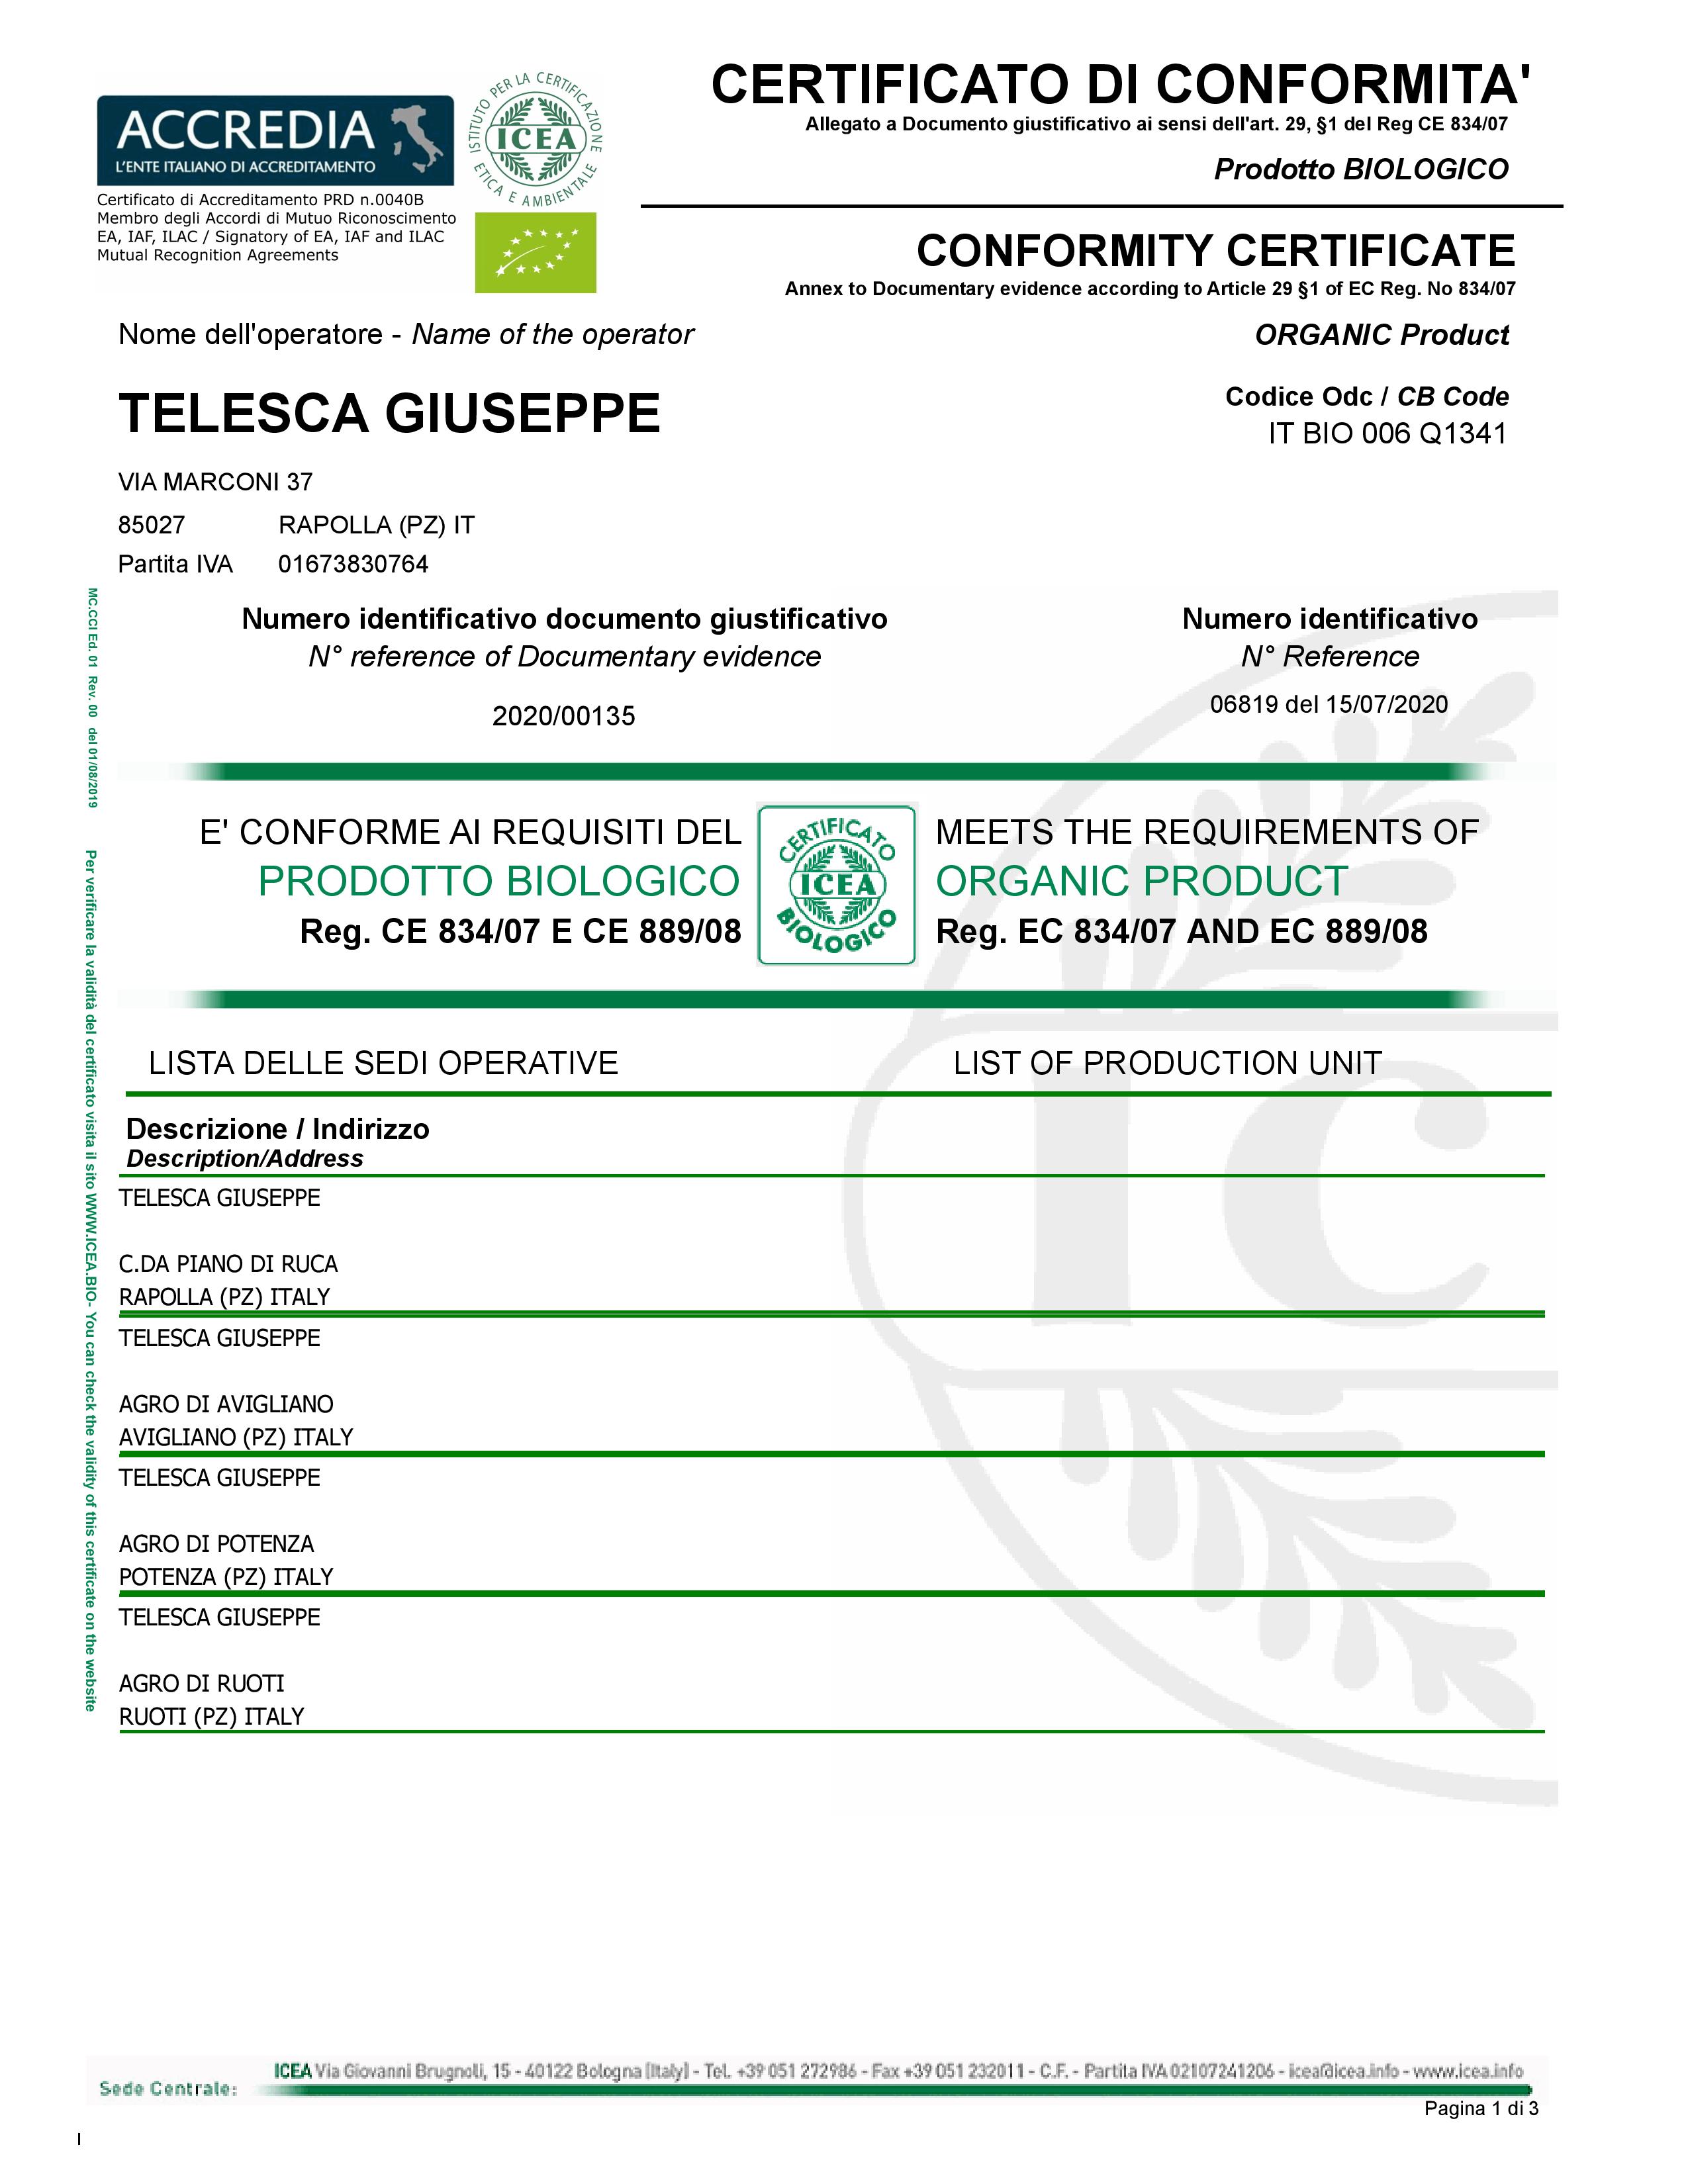 ACCREDIA
L'ENTE ITALIANO DI ACCREDITAMENTO
ISTITUTO PER LA CERTIFICAZIONE
ICEA
ETICA E AMBIENTALE
Certificato di Accreditamento PRD n.0040B
Membro degli Accordi di Mutuo Riconoscimento
EA, IAF, ILAC / Signatory of EA, IAF and ILAC
Mutual Recognition Agreements
CERTIFICATO DI CONFORMITA'
Allegato a Documento giustificativo ai sensi dell'art. 29, §1 del Reg CE 834/07
Prodotto BIOLOGICO
CONFORMITY CERTIFICATE
Annex to Documentary evidence according to Article 29 §1 of EC Reg. No 834/07
ORGANIC Product
Nome dell'operatore - Name of the operator
Codice Odc / CB Code
IT BIO 006 Q1341
TELESCA GIUSEPPE
VIA MARCONI 37
85027 RAPOLLA (PZ) IT
Partita IVA 01673830764
Numero identificativo documento giustificativo
N° reference of Documentary evidence
2020/00135
Numero identificativo
N° Reference
06819 del 15/07/2020
E' CONFORME AI REQUISITI DEL
PRODOTTO BIOLOGICO
Reg. CE 834/07 E CE 889/08
CERTIFICATO
ICEA
BIOLOGICO
MEETS THE REQUIREMENTS OF
ORGANIC PRODUCT
Reg. EC 834/07 AND EC 889/08
LISTA DELLE SEDI OPERATIVE
LIST OF PRODUCTION UNIT
Descrizione / Indirizzo
Description/Address
TELESCA GIUSEPPE
C.DA PIANO DI RUCA
RAPOLLA (PZ) ITALY
TELESCA GIUSEPPE
AGRO DI AVIGLIANO
AVIGLIANO (PZ) ITALY
TELESCA GIUSEPPE
AGRO DI POTENZA
POTENZA (PZ) ITALY
TELESCA GIUSEPPE
AGRO DI RUOTI
RUOTI (PZ) ITALY
MC.CCI Ed. 01 Rev. 00 del 01/08/2019
Per verificare la validità del certificato visita il sito WWW.ICEA.BIO- You can check the validity of this certificate on the website
IC
Sede Centrale:
ICEA Via Giovanni Brugnoli, 15 - 40122 Bologna (Italy) - Tel. +39 051 272986 - Fax +39 051 232011 - C.F. - Partita IVA 02107241206 - icea@icea.info - www.icea.info
Pagina 1 di 3
I